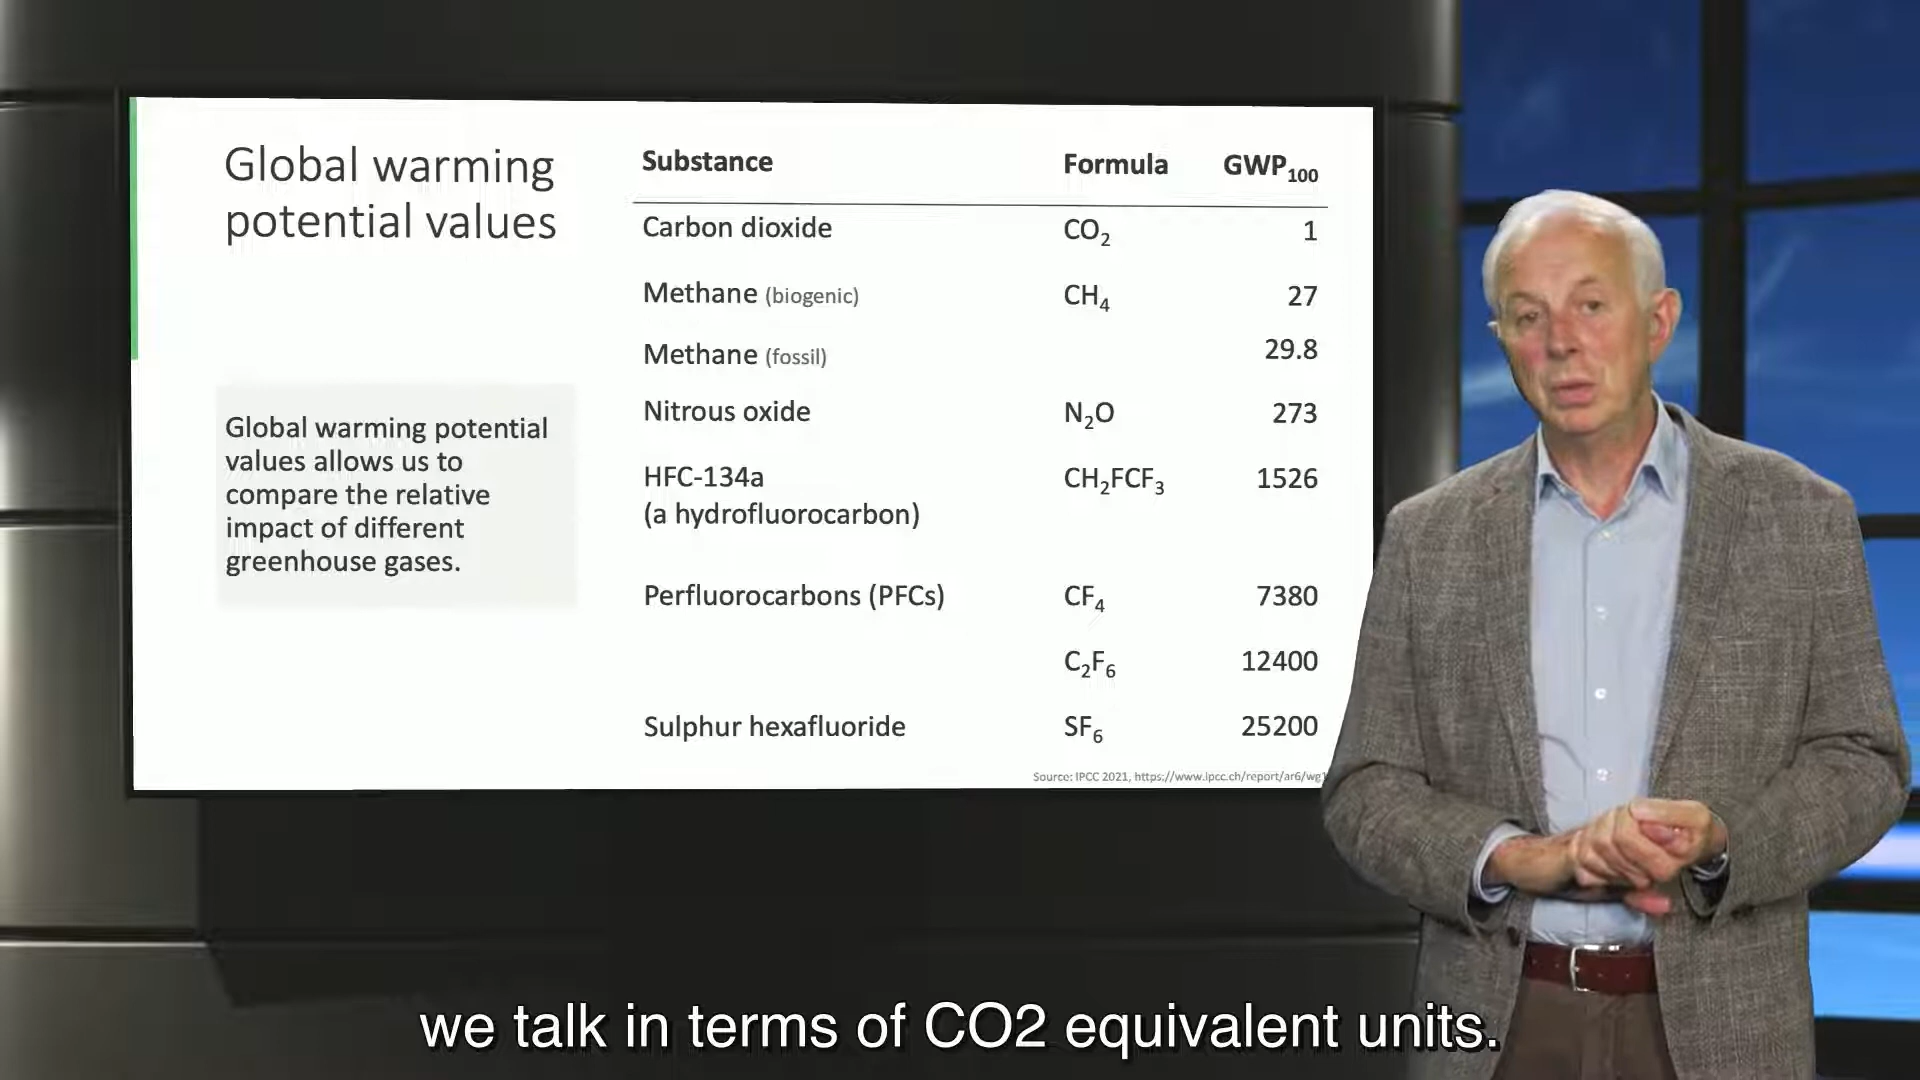 Global warming
potential values
Global warming potential
values allows us to
compare the relative
impact of different
greenhouse gases.
Substance Formula GWP₁₀₀
Carbon dioxide CO₂ 1
Methane (biogenic) CH₄ 27
Methane (fossil) 29.8
Nitrous oxide N₂O 273
HFC-134a CH₂FCF₃ 1526
(a hydrofluorocarbon)
Perfluorocarbons (PFCs) CF₄ 7380
C₂F₆ 12400
Sulphur hexafluoride SF₆ 25200
Source: IPCC 2021, https://www.ipcc.ch/report/ar6/wg1
we talk in terms of CO2 equivalent units.